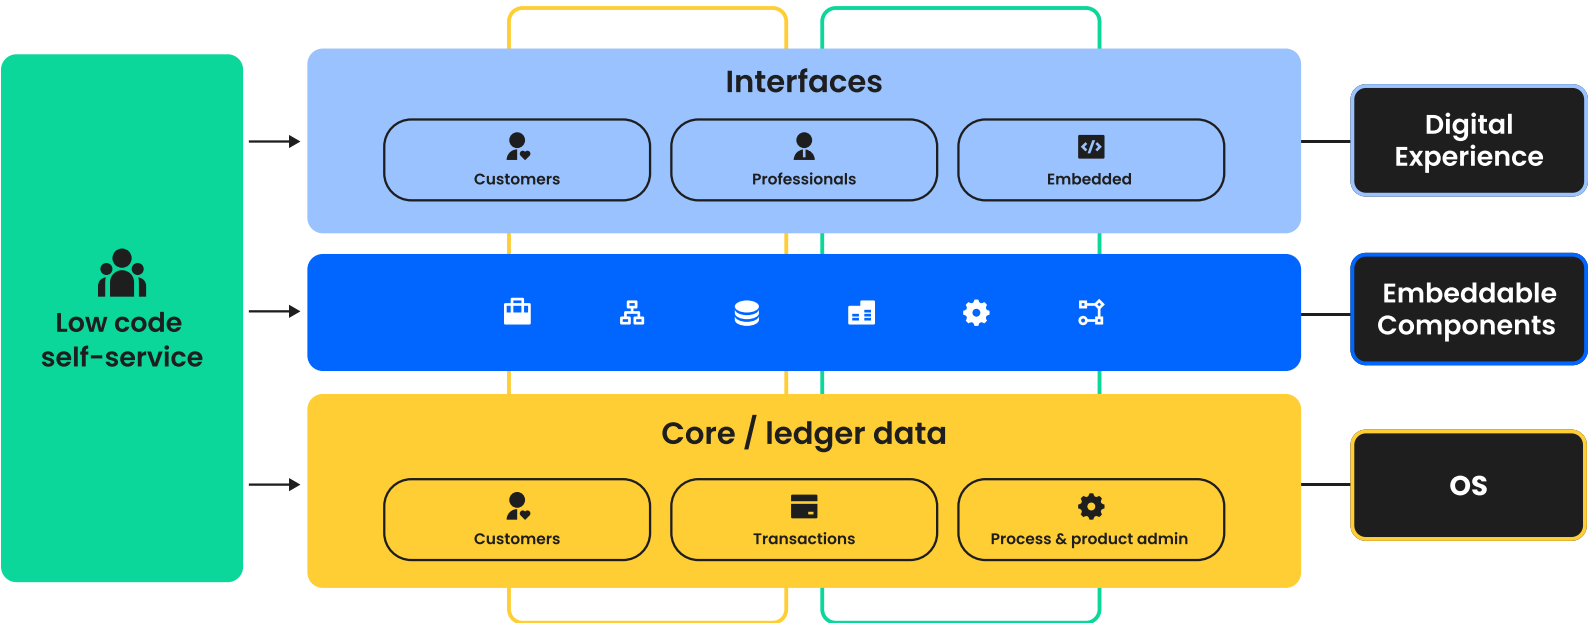 Low code
self-service
Interfaces
Customers
Professionals
Embedded
Core / ledger data
Customers
Transactions
Process & product admin
Digital
Experience
Embeddable
Components
OS